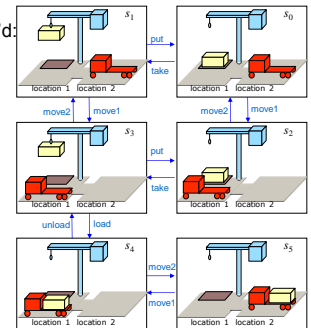 'd:
s1 s0
put
take
location 1 location 2 location 1 location 2
move2 move1 move2 move1
s3 s2
put
take
location 1 location 2 location 1 location 2
unload load
s4 s5
move2
move1
location 1 location 2 location 1 location 2